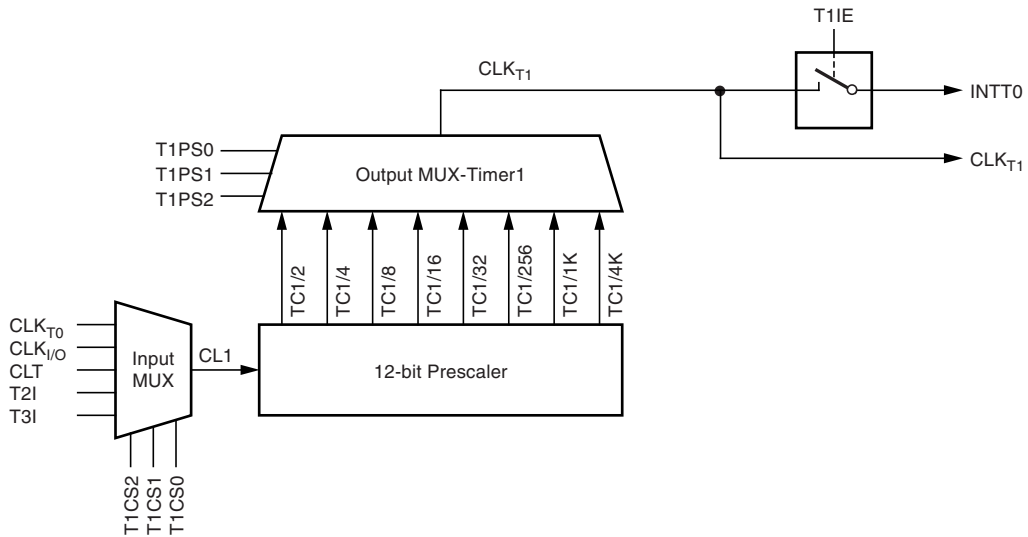 T1IE
CLKT1
INTT0
CLKT1
T1PS0
T1PS1
T1PS2
Output MUX-Timer1
TC1/2
TC1/4
TC1/8
TC1/16
TC1/32
TC1/256
TC1/1K
TC1/4K
CLKT0
CLKI/O
CLT
T2I
T3I
Input
MUX
CL1
12-bit Prescaler
T1CS2
T1CS1
T1CS0